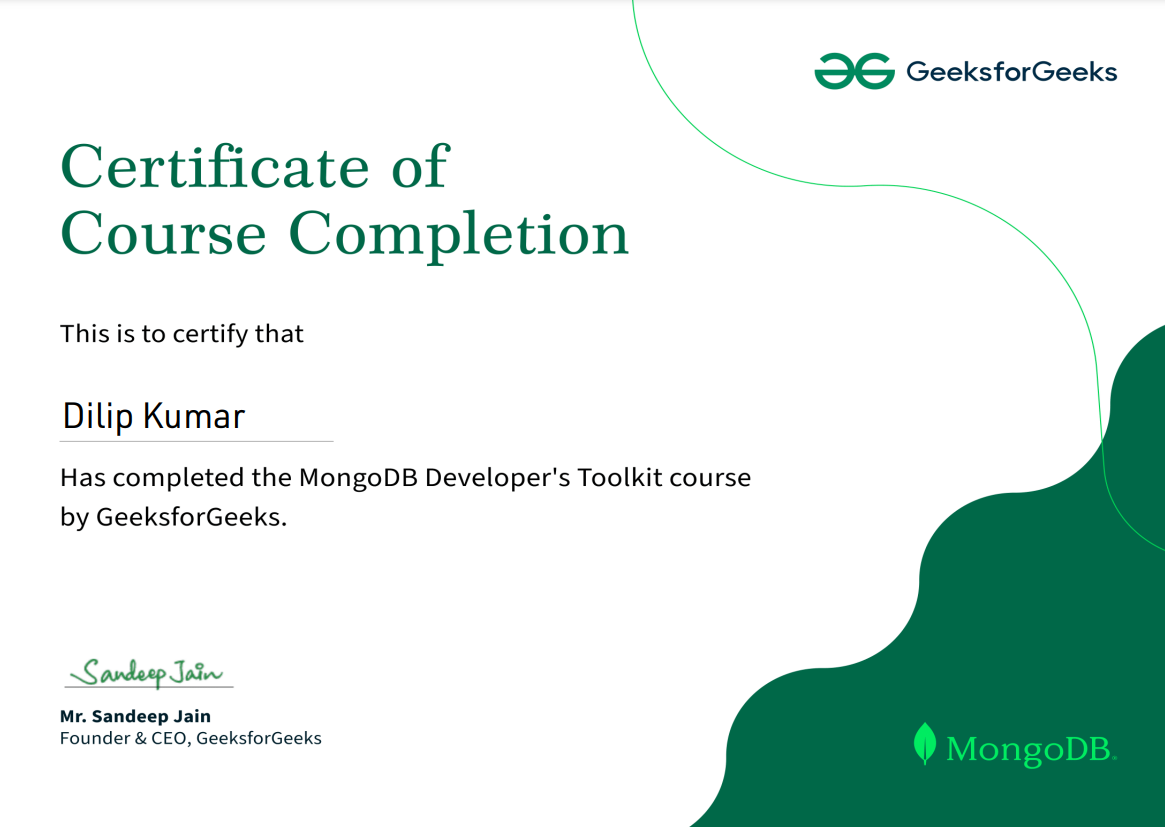 GeeksforGeeks
Certificate of
Course Completion
This is to certify that
Dilip Kumar
Has completed the MongoDB Developer's Toolkit course
by GeeksforGeeks.
Sandeep Jain
Mr. Sandeep Jain
Founder & CEO, GeeksforGeeks
MongoDB®